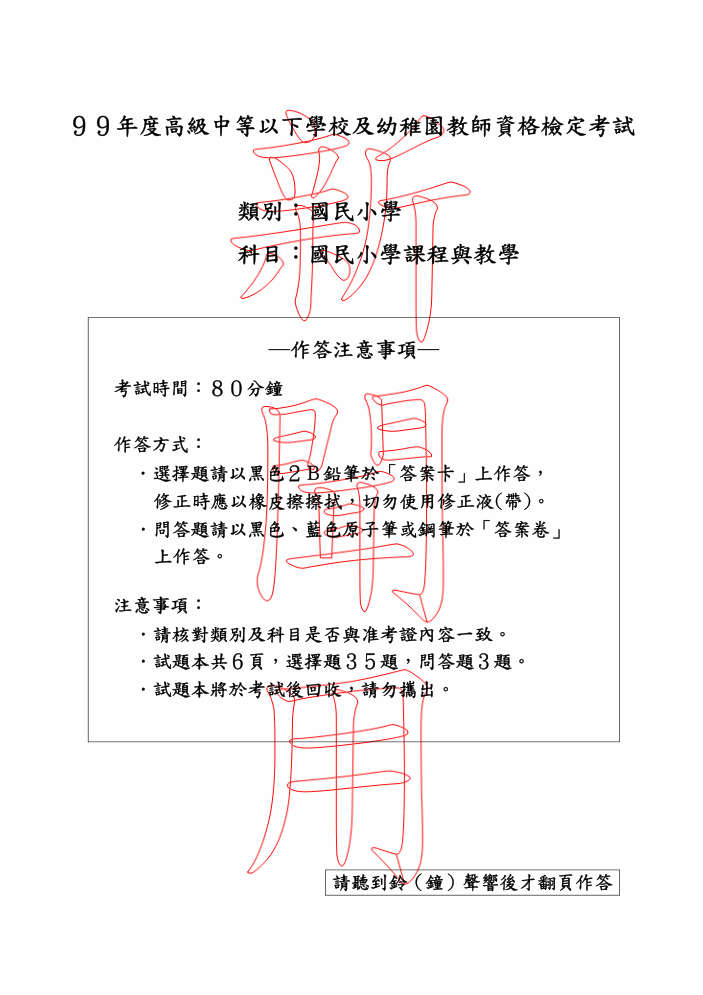 ９９年度高級中等以下學校及幼稚園教師資格檢定考試
類別：國民小學
科目：國民小學課程與教學
—作答注意事項—
考試時間：８０分鐘
作答方式：
．選擇題請以黑色２Ｂ鉛筆於「答案卡」上作答，
修正時應以橡皮擦擦拭，切勿使用修正液(帶)。
．問答題請以黑色、藍色原子筆或鋼筆於「答案卷」
上作答。
注意事項：
．請核對類別及科目是否與准考證內容一致。
．試題本共６頁，選擇題３５題，問答題３題。
．試題本將於考試後回收，請勿攜出。
請聽到鈴（鐘）聲響後才翻頁作答
新聞用